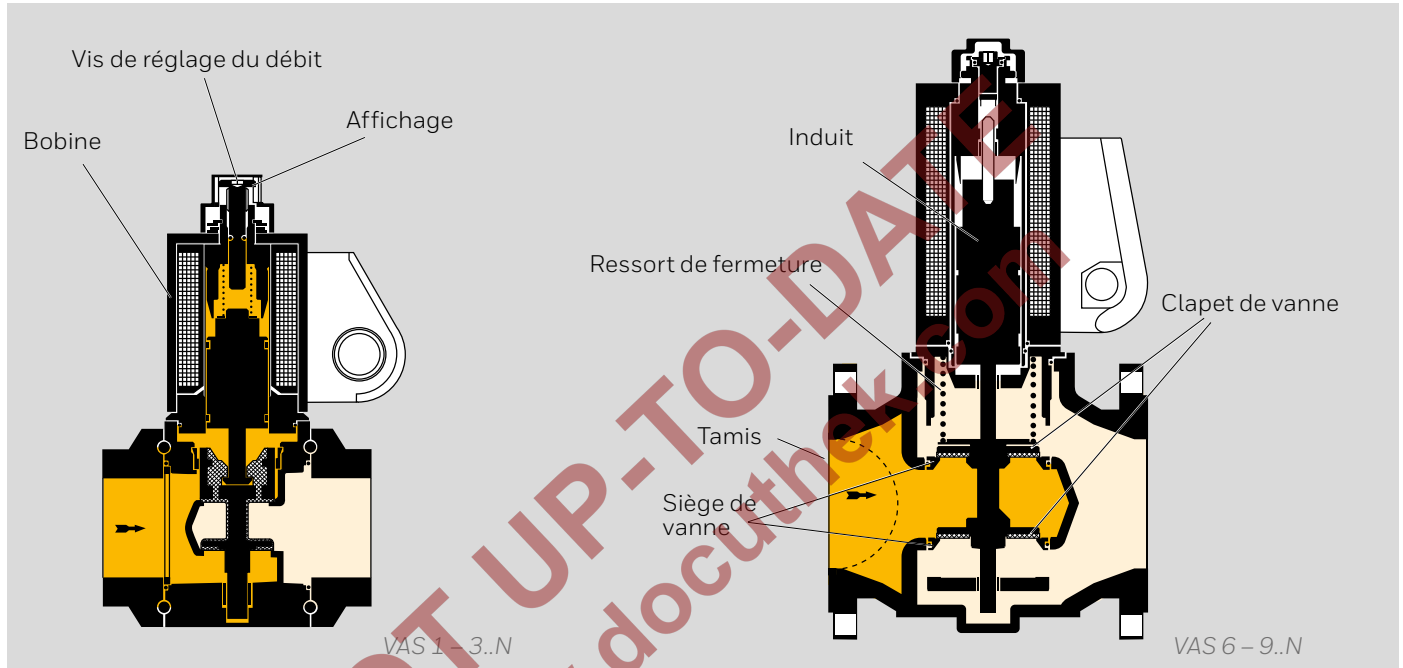 Vis de réglage du débit
Affichage
Bobine
VAS 1 – 3..N
Induit
Ressort de fermeture
Clapet de vanne
Tamis
Siège de
vanne
VAS 6 – 9..N
OT UP-TO-DATE
.docuthek.com